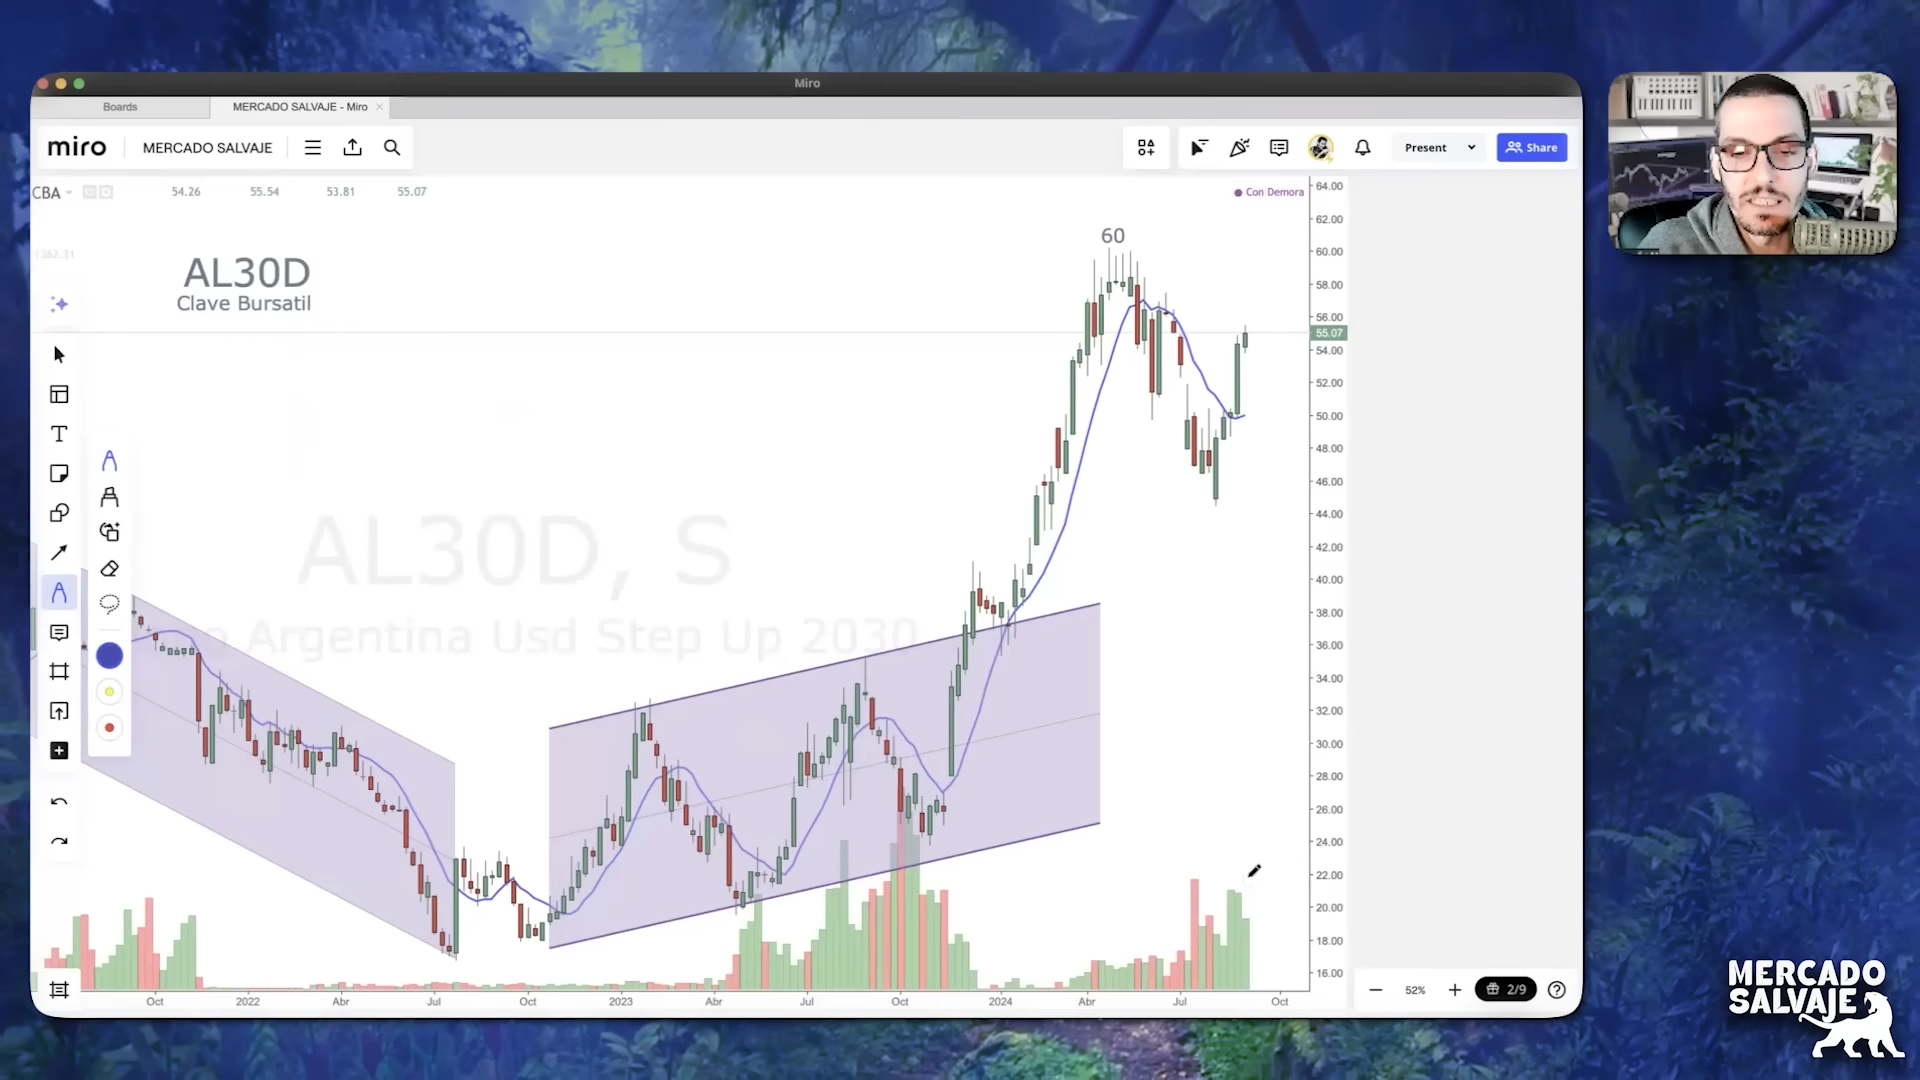 Miro
Boards
MERCADO SALVAJE - Miro
miro
MERCADO SALVAJE
Present
Share
CBA
54.26
55.54
53.81
55.07
Con Demora
AL30D
Clave Bursatil
60
AL30D, S
Argentina Usd Step Up 2030
64.00
62.00
60.00
58.00
56.00
55.07
54.00
52.00
50.00
48.00
46.00
44.00
42.00
40.00
38.00
36.00
34.00
32.00
30.00
28.00
26.00
24.00
22.00
20.00
18.00
16.00
Oct
2022
Abr
Jul
Oct
2023
Abr
Jul
Oct
2024
Abr
Jul
Oct
52%
2/9
MERCADO
SALVAJE